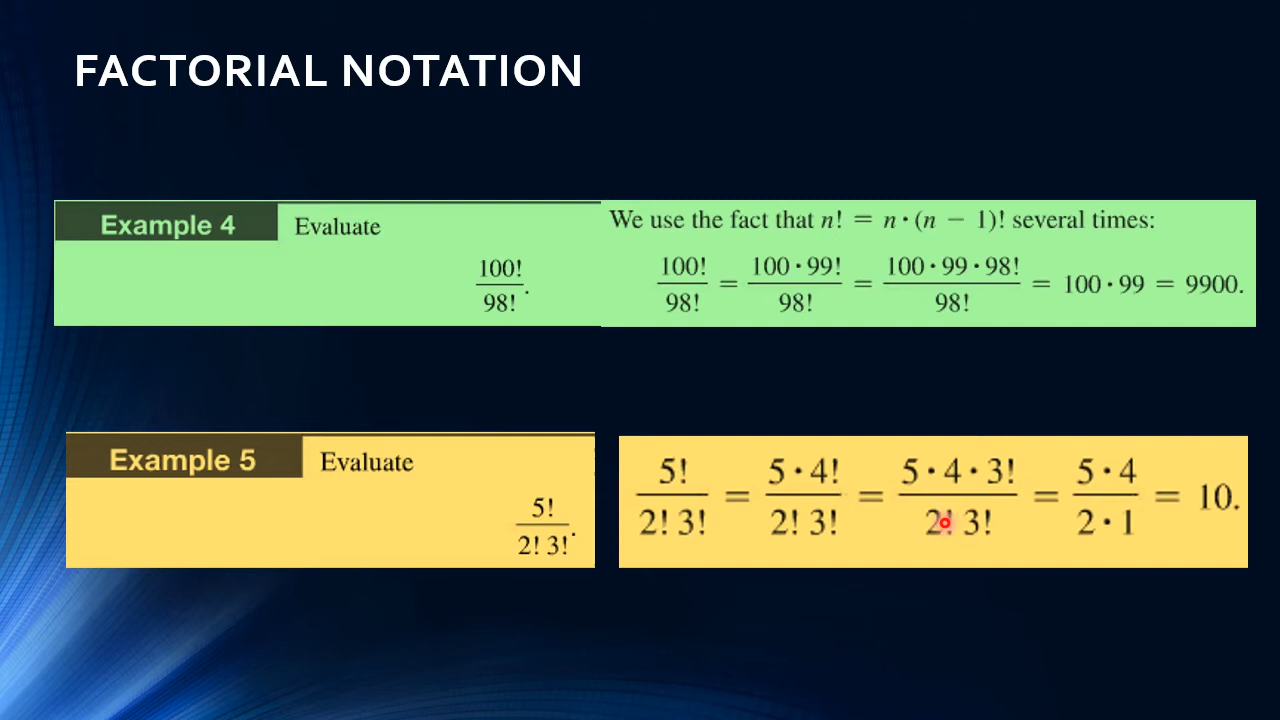 FACTORIAL NOTATION
Example 4 Evaluate
100!/98!.
We use the fact that n! = n · (n − 1)! several times:
100!/98! = 100 · 99!/98! = 100 · 99 · 98!/98! = 100 · 99 = 9900.
Example 5 Evaluate
5!/2! 3!.
5!/2! 3! = 5 · 4!/2! 3! = 5 · 4 · 3!/2! 3! = 5 · 4/2 · 1 = 10.